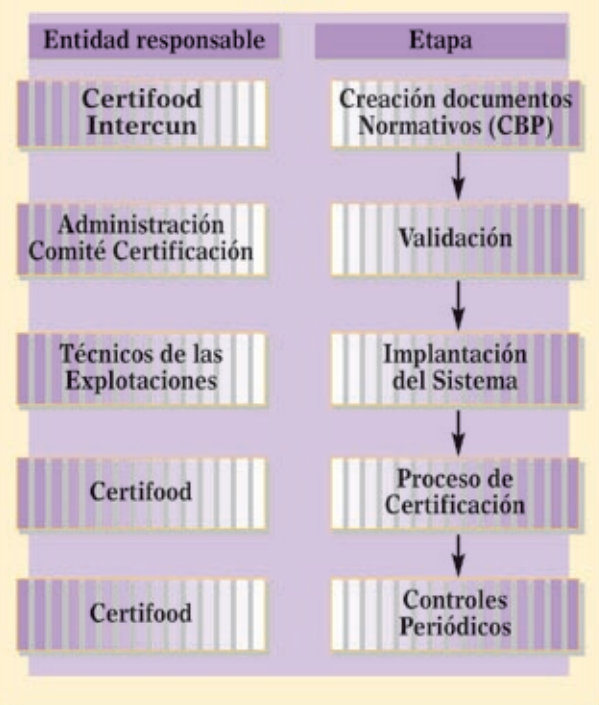 Entidad responsable
Etapa
Certifood
Intercun
Creación documentos
Normativos (CBP)
Administración
Comité Certificación
Validación
Técnicos de las
Explotaciones
Implantación
del Sistema
Certifood
Proceso de
Certificación
Certifood
Controles
Periódicos